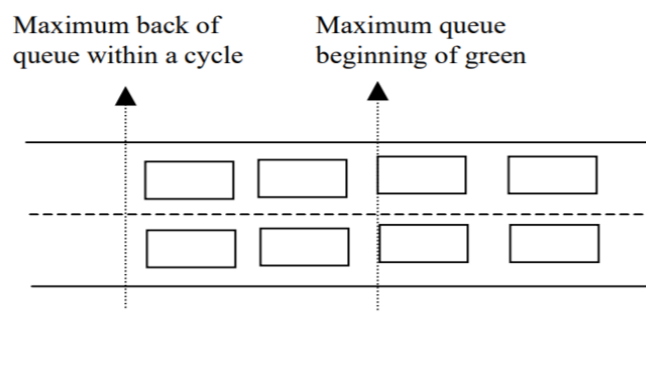 Maximum back of
queue within a cycle
Maximum queue
beginning of green